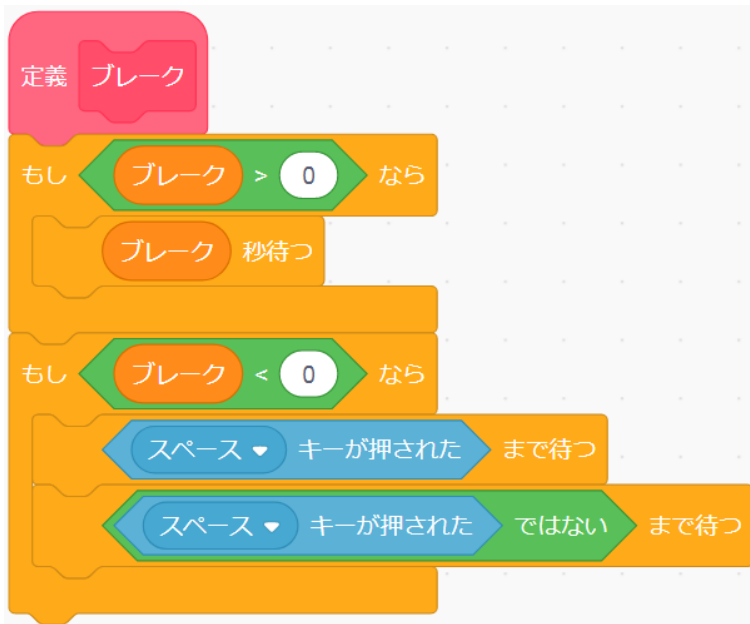 定義 ブレーク
もし ブレーク > 0 なら
ブレーク 秒待つ
もし ブレーク < 0 なら
スペース キーが押された まで待つ
スペース キーが押された ではない まで待つ